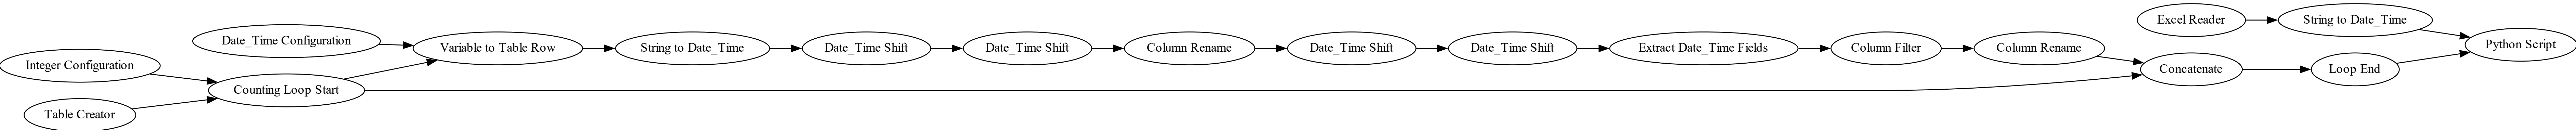 Integer Configuration
Table Creator
Date_Time Configuration
Counting Loop Start
Variable to Table Row
String to Date_Time
Date_Time Shift
Date_Time Shift
Column Rename
Date_Time Shift
Date_Time Shift
Extract Date_Time Fields
Column Filter
Column Rename
Excel Reader
Concatenate
String to Date_Time
Loop End
Python Script